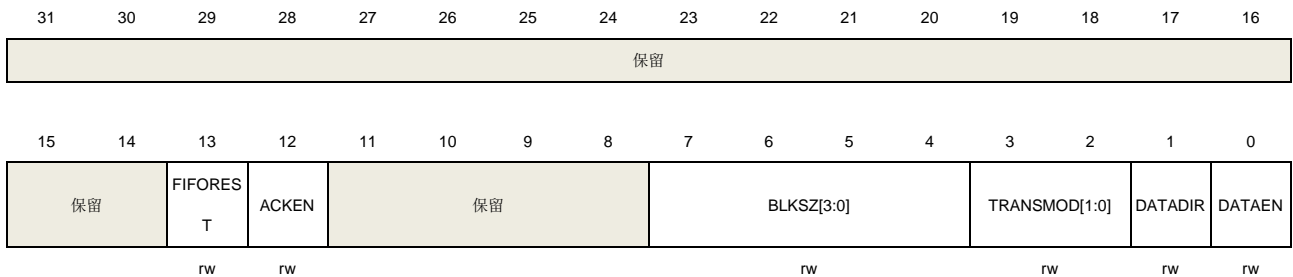 31 30 29 28 27 26 25 24 23 22 21 20 19 18 17 16
保留
15 14 13 12 11 10 9 8 7 6 5 4 3 2 1 0
保留 FIFORES
T ACKEN 保留 BLKSZ[3:0] TRANSMOD[1:0] DATADIR DATAEN
rw rw rw rw rw rw